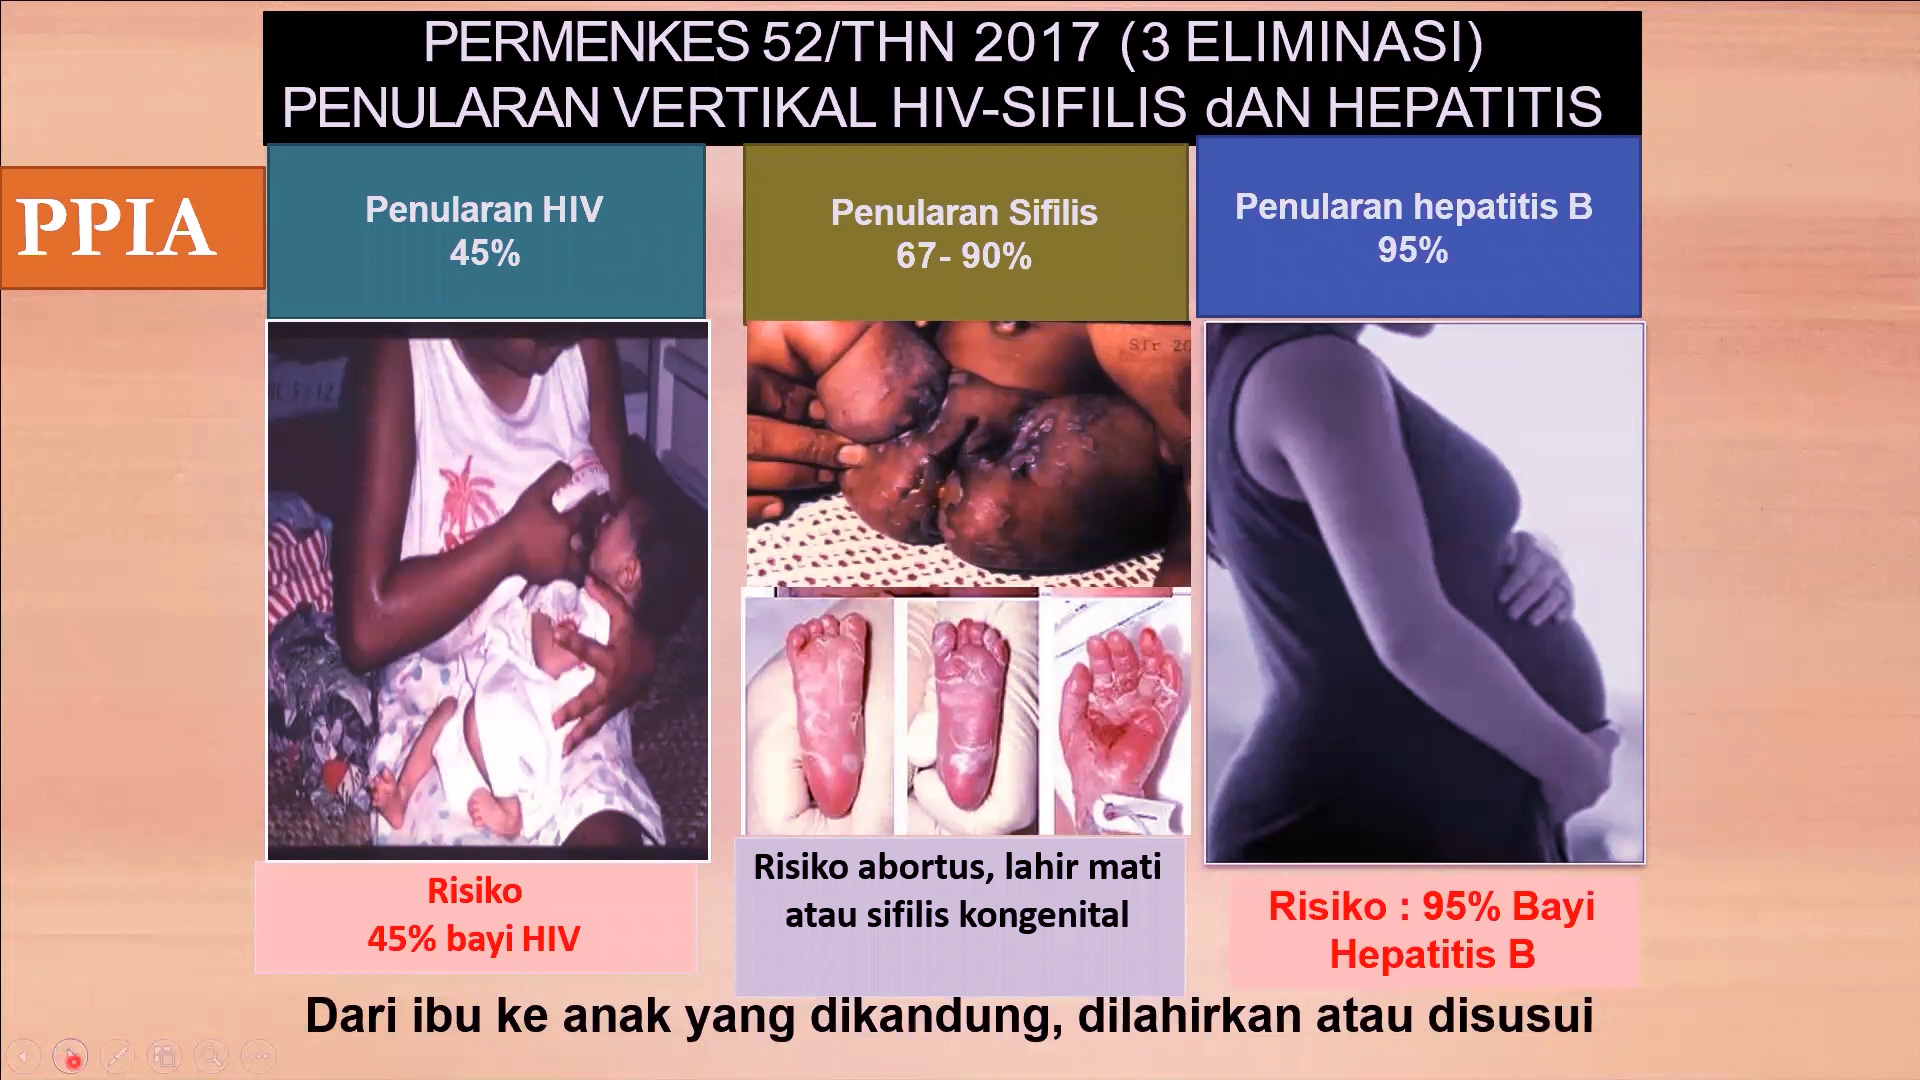 PERMENKES 52/THN 2017 (3 ELIMINASI)
PENULARAN VERTIKAL HIV-SIFILIS dAN HEPATITIS
PPIA
Penularan HIV
45%
Penularan Sifilis
67- 90%
Penularan hepatitis B
95%
Risiko
45% bayi HIV
Risiko abortus, lahir mati
atau sifilis kongenital
Risiko : 95% Bayi
Hepatitis B
Dari ibu ke anak yang dikandung, dilahirkan atau disusui